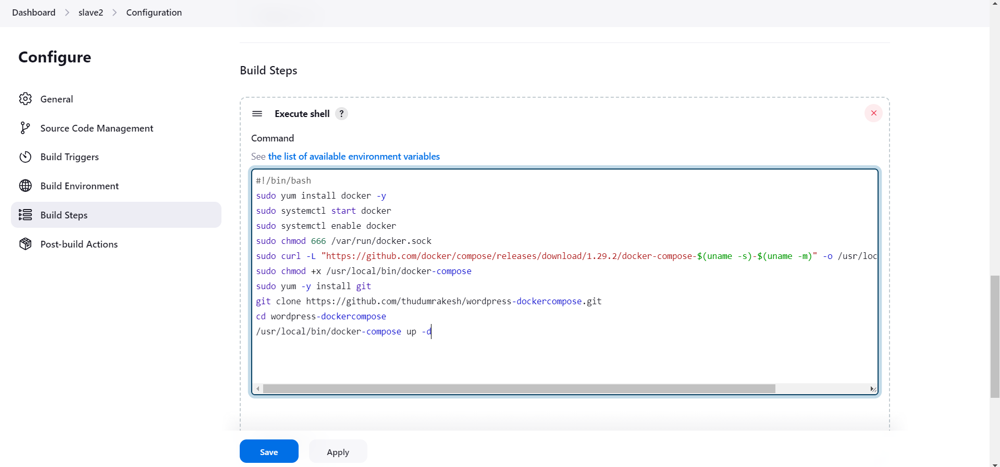 Dashboard > slave2 > Configuration
Configure
General
Source Code Management
Build Triggers
Build Environment
Build Steps
Post-build Actions
Build Steps
Execute shell ?
Command
See the list of available environment variables
#!/bin/bash
sudo yum install docker -y
sudo systemctl start docker
sudo systemctl enable docker
sudo chmod 666 /var/run/docker.sock
sudo curl -L "https://github.com/docker/compose/releases/download/1.29.2/docker-compose-$(uname -s)-$(uname -m)" -o /usr/loc
sudo chmod +x /usr/local/bin/docker-compose
sudo yum -y install git
git clone https://github.com/thudumrakesh/wordpress-dockercompose.git
cd wordpress-dockercompose
/usr/local/bin/docker-compose up -d
Save
Apply